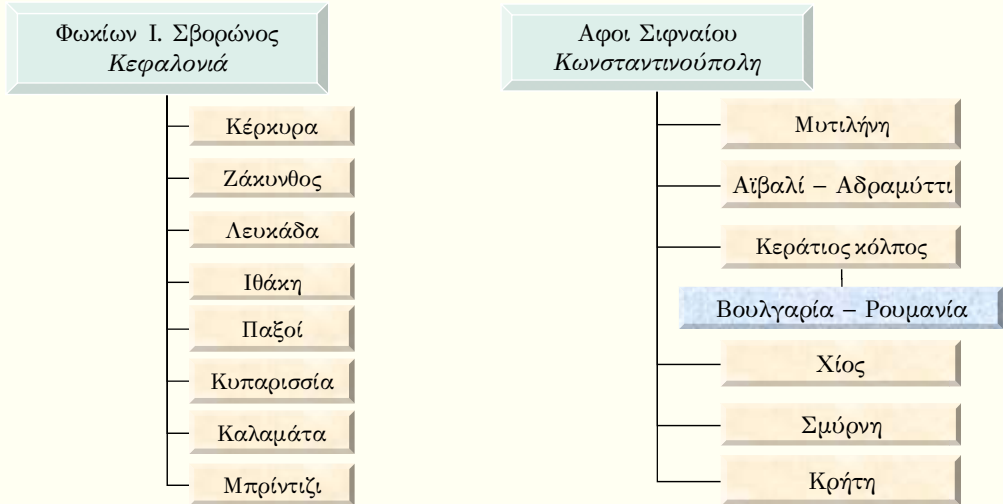 Φωκίων Ι. Σβορώνος
Κεφαλονιά
Κέρκυρα
Ζάκυνθος
Λευκάδα
Ιθάκη
Παξοί
Κυπαρισσία
Καλαμάτα
Μπρίντιζι
Αφοι Σιφναίου
Κωνσταντινούπολη
Μυτιλήνη
Αϊβαλί – Αδραμύττι
Κεράτιος κόλπος
Βουλγαρία – Ρουμανία
Χίος
Σμύρνη
Κρήτη